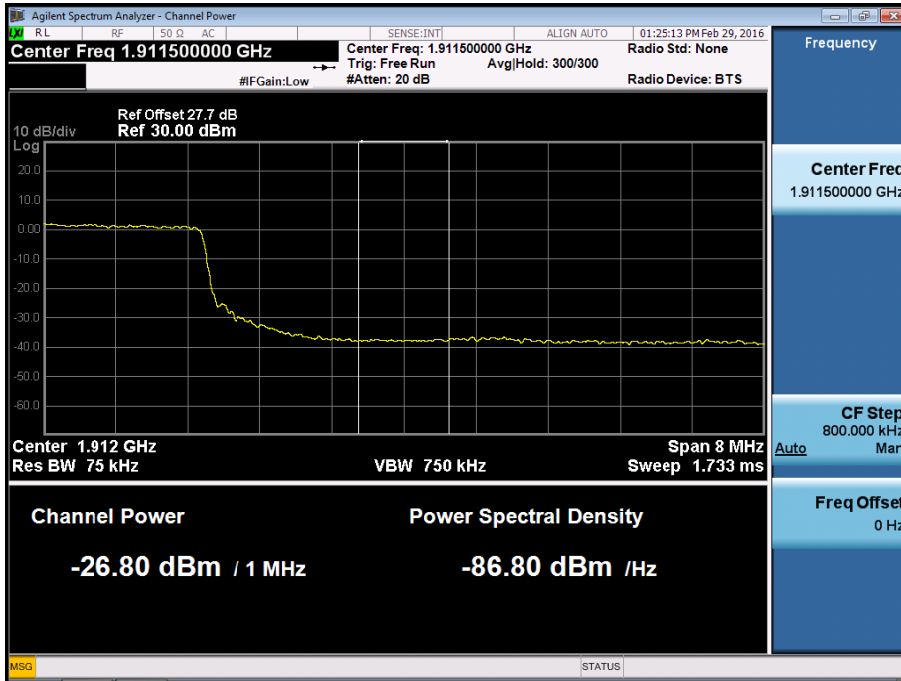 Agilent Spectrum Analyzer - Channel Power
LXI RL RF 50 Ω AC SENSE:INT ALIGN AUTO 01:25:13 PM Feb 29, 2016
Center Freq 1.911500000 GHz
Center Freq: 1.911500000 GHz Radio Std: None
Trig: Free Run Avg|Hold: 300/300
#IFGain:Low #Atten: 20 dB Radio Device: BTS
Frequency
Ref Offset 27.7 dB
10 dB/div Ref 30.00 dBm
Log
20.0
10.0
0.00
-10.0
-20.0
-30.0
-40.0
-50.0
-60.0
Center 1.912 GHz Span 8 MHz
Res BW 75 kHz VBW 750 kHz Sweep 1.733 ms
Channel Power Power Spectral Density
-26.80 dBm / 1 MHz -86.80 dBm /Hz
Center Freq
1.911500000 GHz
CF Step
800.000 kHz
Auto Man
Freq Offset
0 Hz
MSG STATUS